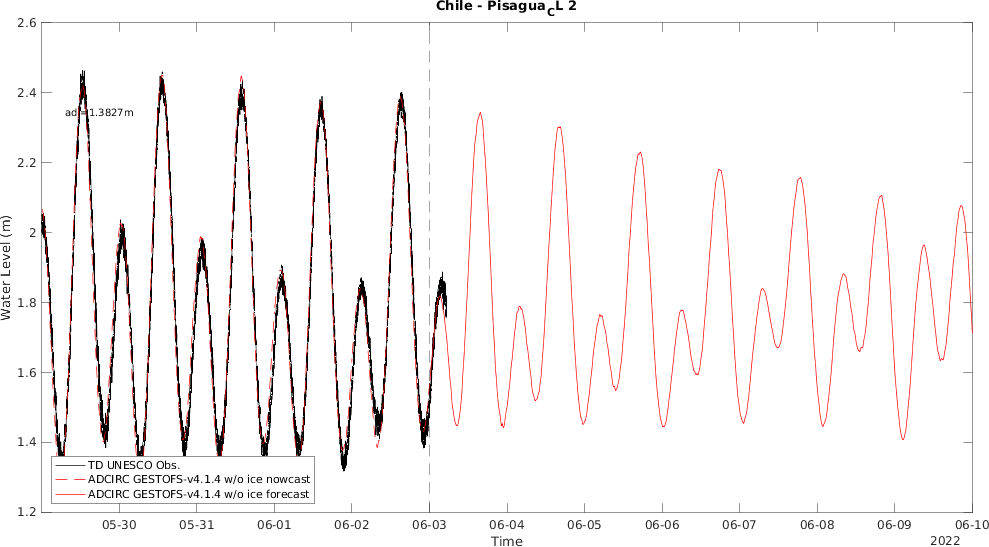 Chile - Pisagua_CL 2
2.6
2.4
2.2
2
1.8
1.6
1.4
1.2
Water Level (m)
adj=1.3827m
TD UNESCO Obs.
ADCIRC GESTOFS-v4.1.4 w/o ice nowcast
ADCIRC GESTOFS-v4.1.4 w/o ice forecast
05-30 05-31 06-01 06-02 06-03 06-04 06-05 06-06 06-07 06-08 06-09 06-10
Time
2022